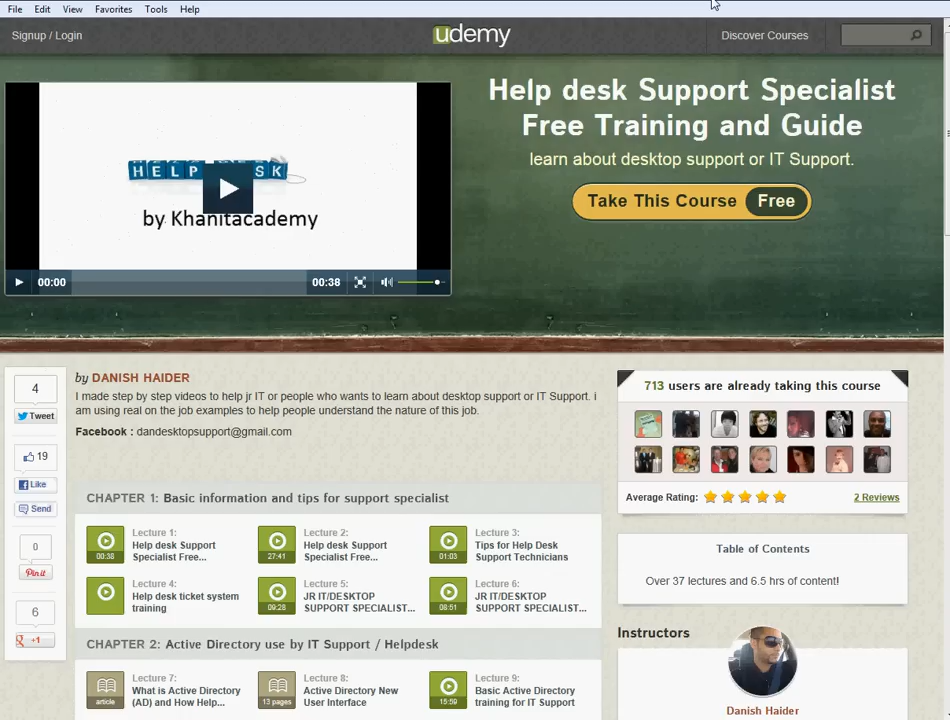 File Edit View Favorites Tools Help
Signup / Login
udemy
Discover Courses
Help desk Support Specialist
Free Training and Guide
learn about desktop support or IT Support.
Take This Course Free
HELP SK
by Khanitacademy
00:00
00:38
4
Tweet
19
Like
Send
0
Pin it
6
+1
by DANISH HAIDER
I made step by step videos to help jr IT or people who wants to learn about desktop support or IT Support. i
am using real on the job examples to help people understand the nature of this job.
Facebook : dandesktopsupport@gmail.com
CHAPTER 1: Basic information and tips for support specialist
Lecture 1:
Help desk Support
Specialist Free...
00:38
Lecture 2:
Help desk Support
Specialist Free...
27:41
Lecture 3:
Tips for Help Desk
Support Technicians
01:03
Lecture 4:
Help desk ticket system
training
Lecture 5:
JR IT/DESKTOP
SUPPORT SPECIALIST...
09:28
Lecture 6:
JR IT/DESKTOP
SUPPORT SPECIALIST...
08:51
CHAPTER 2: Active Directory use by IT Support / Helpdesk
Lecture 7:
What is Active Directory
(AD) and How Help...
article
Lecture 8:
Active Directory New
User Interface
13 pages
Lecture 9:
Basic Active Directory
training for IT Support
15:59
713 users are already taking this course
Average Rating:
2 Reviews
Table of Contents
Over 37 lectures and 6.5 hrs of content!
Instructors
Danish Haider